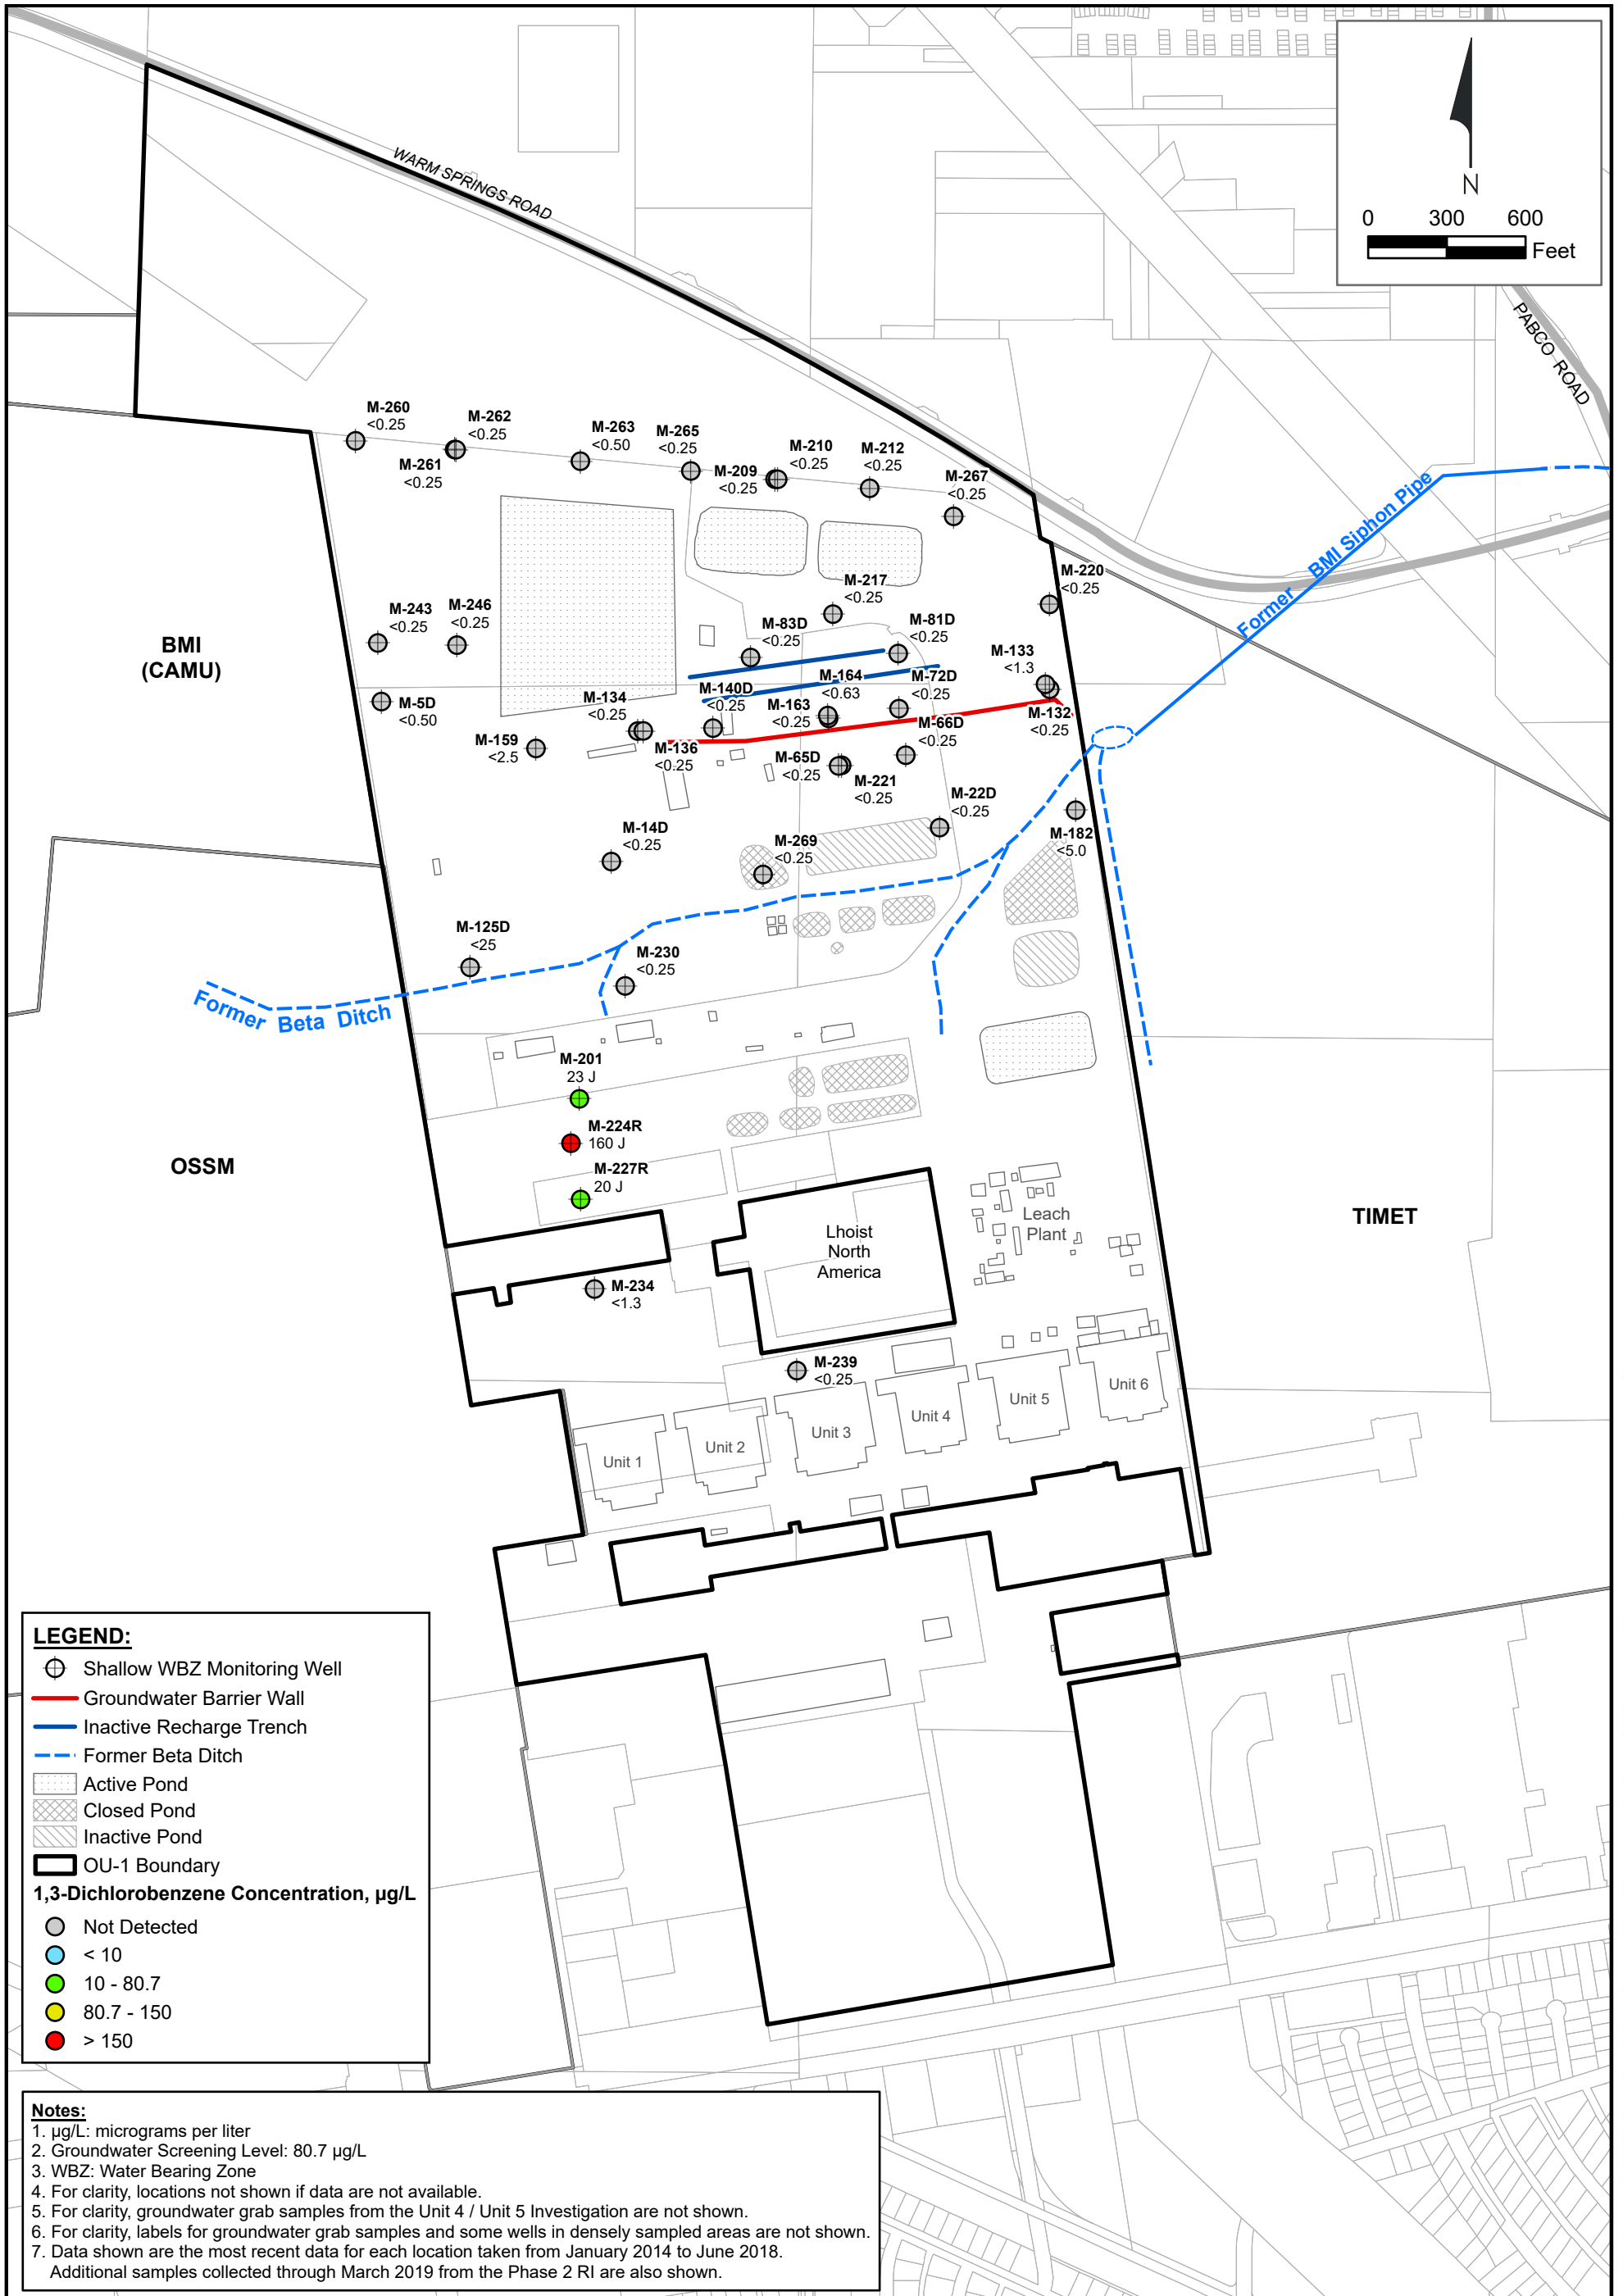 WARM SPRINGS ROAD
N
0 300 600
Feet
PABCO ROAD
M-260
<0.25
M-262
<0.25
M-261
<0.25
M-263
<0.50
M-265
<0.25
M-209
<0.25
M-210
<0.25
M-212
<0.25
M-267
<0.25
Former BMI Siphon Pipe
M-220
<0.25
M-217
<0.25
M-243
<0.25
M-246
<0.25
M-83D
<0.25
M-81D
<0.25
BMI
(CAMU)
M-133
<1.3
M-5D
<0.50
M-134
<0.25
M-140D
<0.25
M-164
<0.63
M-163
<0.25
M-72D
<0.25
M-132
<0.25
M-159
<2.5
M-136
<0.25
M-66D
<0.25
M-65D
<0.25
M-221
<0.25
M-22D
<0.25
M-182
<5.0
M-14D
<0.25
M-269
<0.25
M-125D
<25
M-230
<0.25
Former Beta Ditch
M-201
23 J
M-224R
160 J
M-227R
20 J
OSSM
TIMET
Leach
Plant
Lhoist
North
America
M-234
<1.3
M-239
<0.25
Unit 1
Unit 2
Unit 3
Unit 4
Unit 5
Unit 6
LEGEND:
Shallow WBZ Monitoring Well
Groundwater Barrier Wall
Inactive Recharge Trench
Former Beta Ditch
Active Pond
Closed Pond
Inactive Pond
OU-1 Boundary
1,3-Dichlorobenzene Concentration, µg/L
Not Detected
< 10
10 - 80.7
80.7 - 150
> 150
Notes:
1. µg/L: micrograms per liter
2. Groundwater Screening Level: 80.7 µg/L
3. WBZ: Water Bearing Zone
4. For clarity, locations not shown if data are not available.
5. For clarity, groundwater grab samples from the Unit 4 / Unit 5 Investigation are not shown.
6. For clarity, labels for groundwater grab samples and some wells in densely sampled areas are not shown.
7. Data shown are the most recent data for each location taken from January 2014 to June 2018.
Additional samples collected through March 2019 from the Phase 2 RI are also shown.